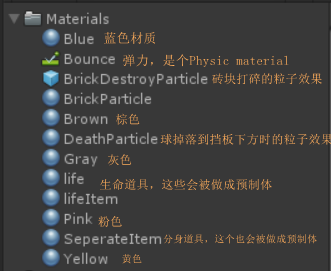 Materials
Blue 蓝色材质
Bounce 弹力，是个Physic material
BrickDestroyParticle 砖块打碎的粒子效果
BrickParticle
Brown 棕色
DeathParticle 球掉落到挡板下方时的粒子效果
Gray 灰色
life 生命道具，这些会被做成预制体
lifeItem
Pink 粉色
SeperateItem 分身道具，这个也会被做成预制体
Yellow 黄色